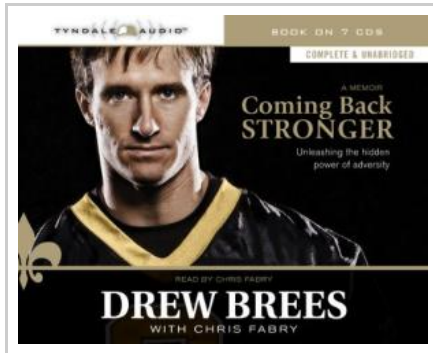 TYNDALE AUDIO™
BOOK ON 7 CDS
COMPLETE & UNABRIDGED
A MEMOIR
Coming Back
STRONGER
Unleashing the hidden
power of adversity
READ BY CHRIS FABRY
DREW BREES
WITH CHRIS FABRY